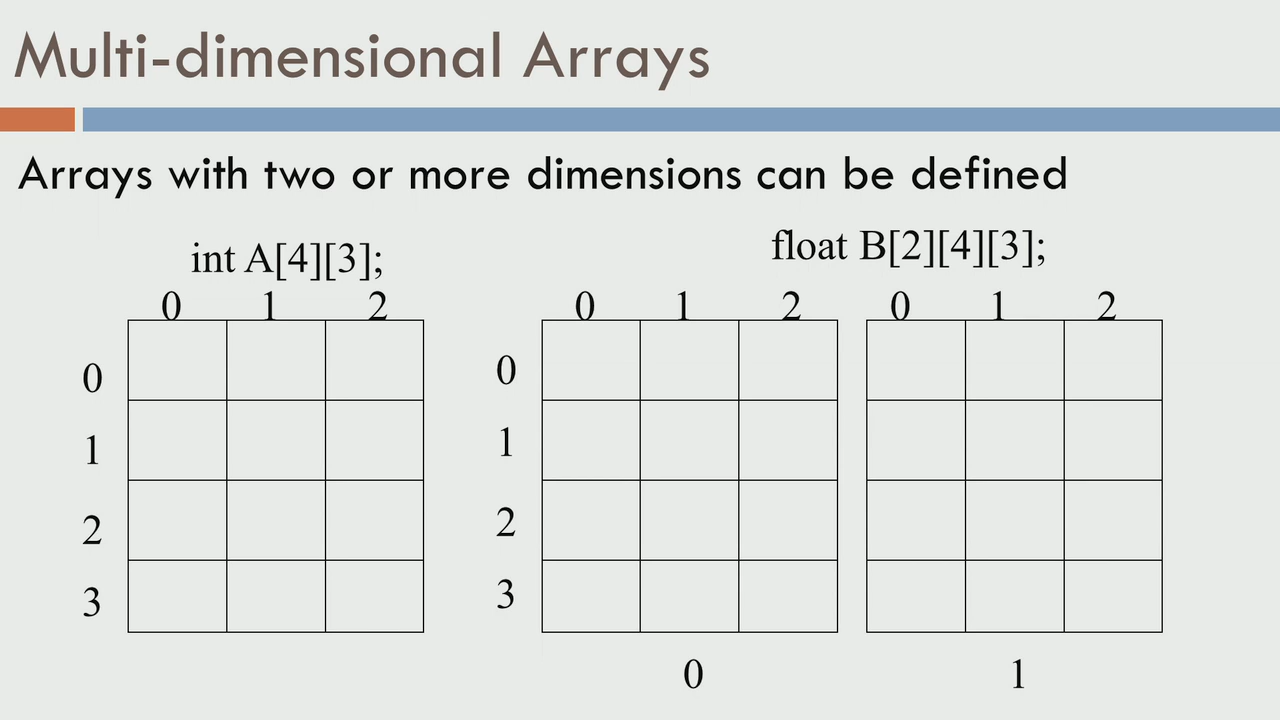 Multi-dimensional Arrays
Arrays with two or more dimensions can be defined
int A[4][3];
0 1 2
0
1
2
3
float B[2][4][3];
0 1 2 0 1 2
0
1
2
3
0 1